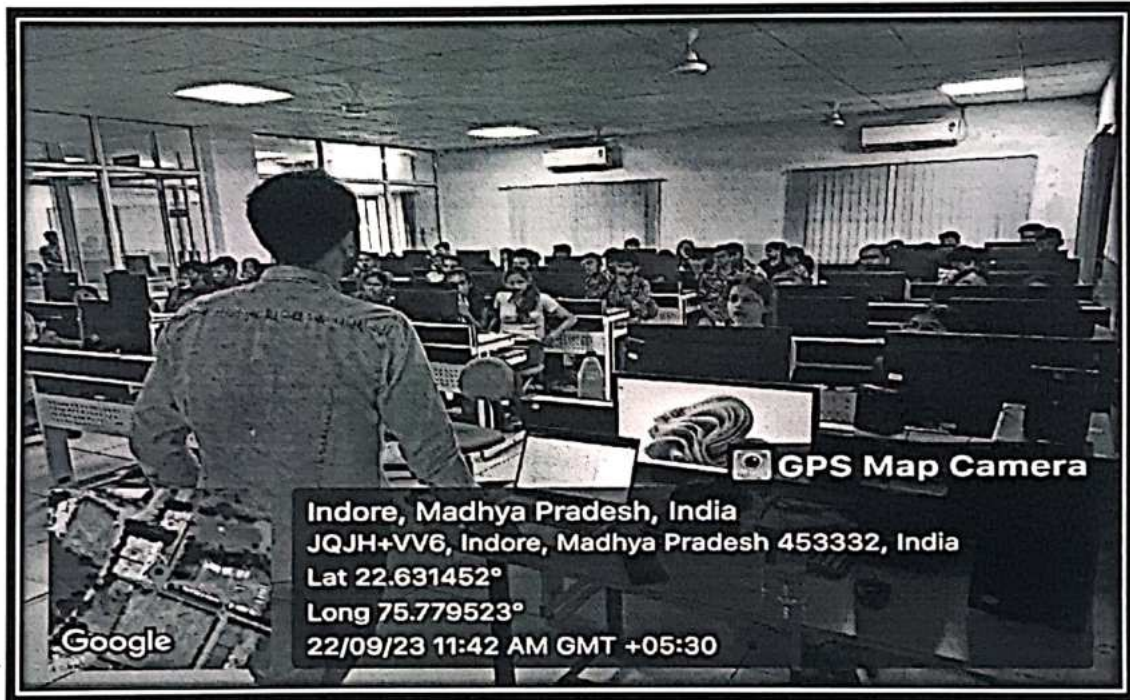 GPS Map Camera
Indore, Madhya Pradesh, India
JQJH+VV6, Indore, Madhya Pradesh 453332, India
Lat 22.631452°
Long 75.779523°
22/09/23 11:42 AM GMT +05:30
Google